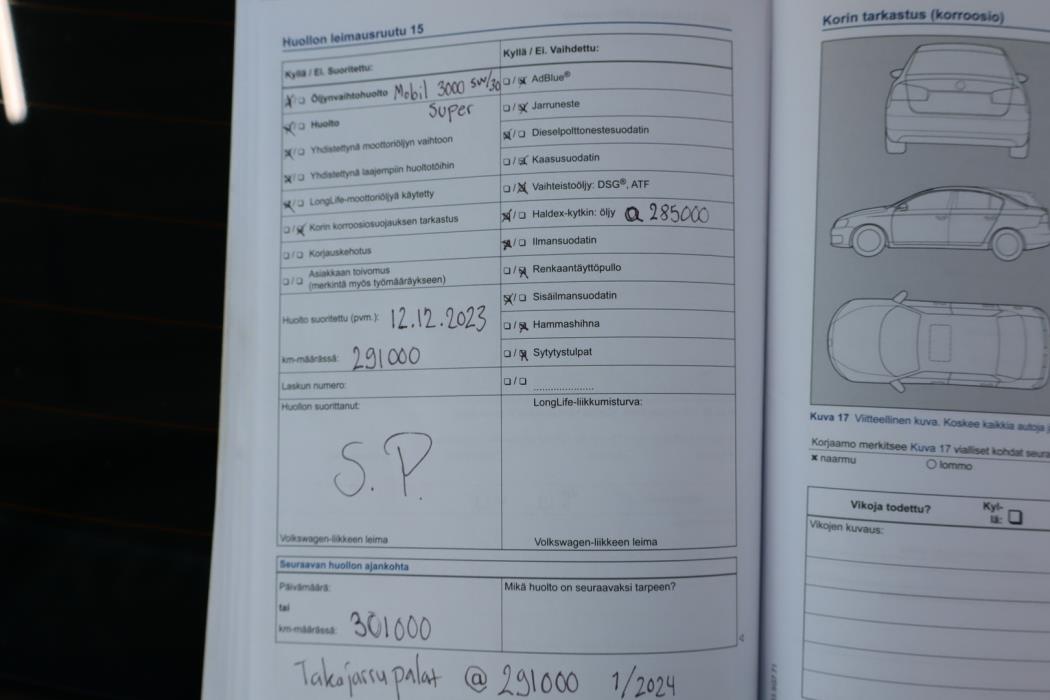 Huollon leimausruutu 15
Kyllä / Ei. Suoritettu:
Öljynvaihtohuolto Mobil 3000 5w/30
Super
Huolto
Yhdistettynä moottoriöljyn vaihtoon
Yhdistettynä laajempiin huoltotöihin
LongLife-moottoriöljyä käytetty
Korin korroosiosuojauksen tarkastus
Korjauskehotus
Asiakkaan toivomus
(merkintä myös työmääräykseen)
Huolto suoritettu (pvm.): 12.12.2023
km-määrässä: 291000
Laskun numero:
Huollon suorittanut:
S.P.
Volkswagen-liikkeen leima
Kyllä / Ei. Vaihdettu:
AdBlue®
Jarruneste
Dieselpolttonestesuodatin
Kaasusuodatin
Vaihteistoöljy: DSG®, ATF
Haldex-kytkin: öljy @ 285000
Ilmansuodatin
Renkaantäyttöpullo
Sisäilmansuodatin
Hammashihna
Sytytystulpat
LongLife-liikkumisturva:
Volkswagen-liikkeen leima
Seuraavan huollon ajankohta
Päivämäärä:
tai
km-määrässä: 301000
Mikä huolto on seuraavaksi tarpeen?
Takajarrupalat @ 291000 1/2024
Korin tarkastus (korroosio)
Kuva 17 Viitteellinen kuva. Koskee kaikkia autoja
Korjaamo merkitsee Kuva 17 vialliset kohdat
x naarmu
O lommo
Vikoja todettu?
Kyl-
lä:
Vikojen kuvaus: